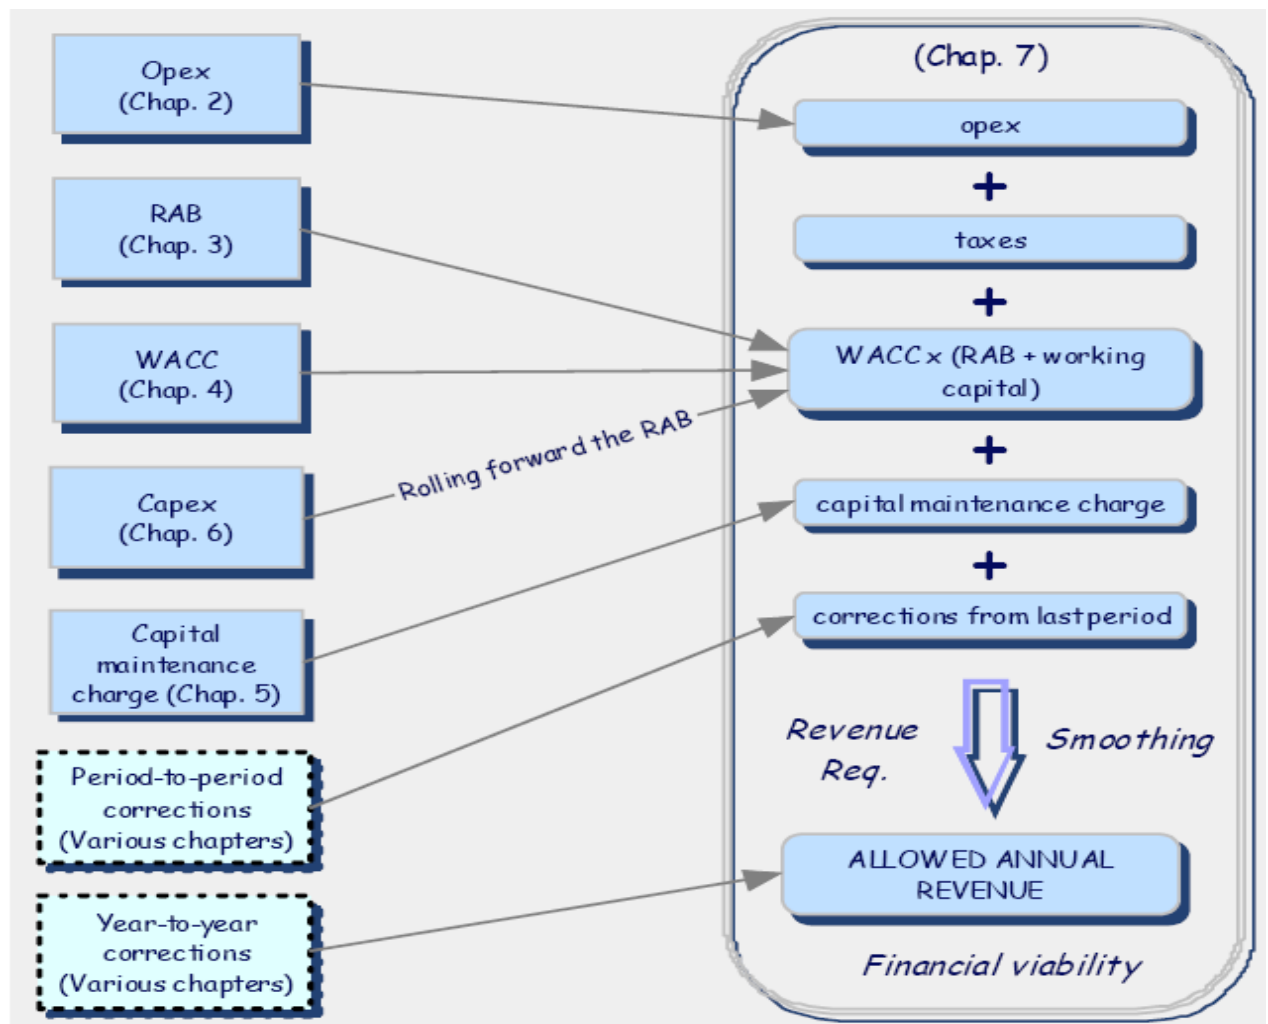 Opex
(Chap. 2)
RAB
(Chap. 3)
WACC
(Chap. 4)
Capex
(Chap. 6)
Capital
maintenance
charge (Chap. 5)
Period-to-period
corrections
(Various chapters)
Year-to-year
corrections
(Various chapters)
Rolling forward the RAB
(Chap. 7)
opex
+
taxes
+
WACC x (RAB + working
capital)
+
capital maintenance charge
+
corrections from last period
Revenue
Req.
Smoothing
ALLOWED ANNUAL
REVENUE
Financial viability